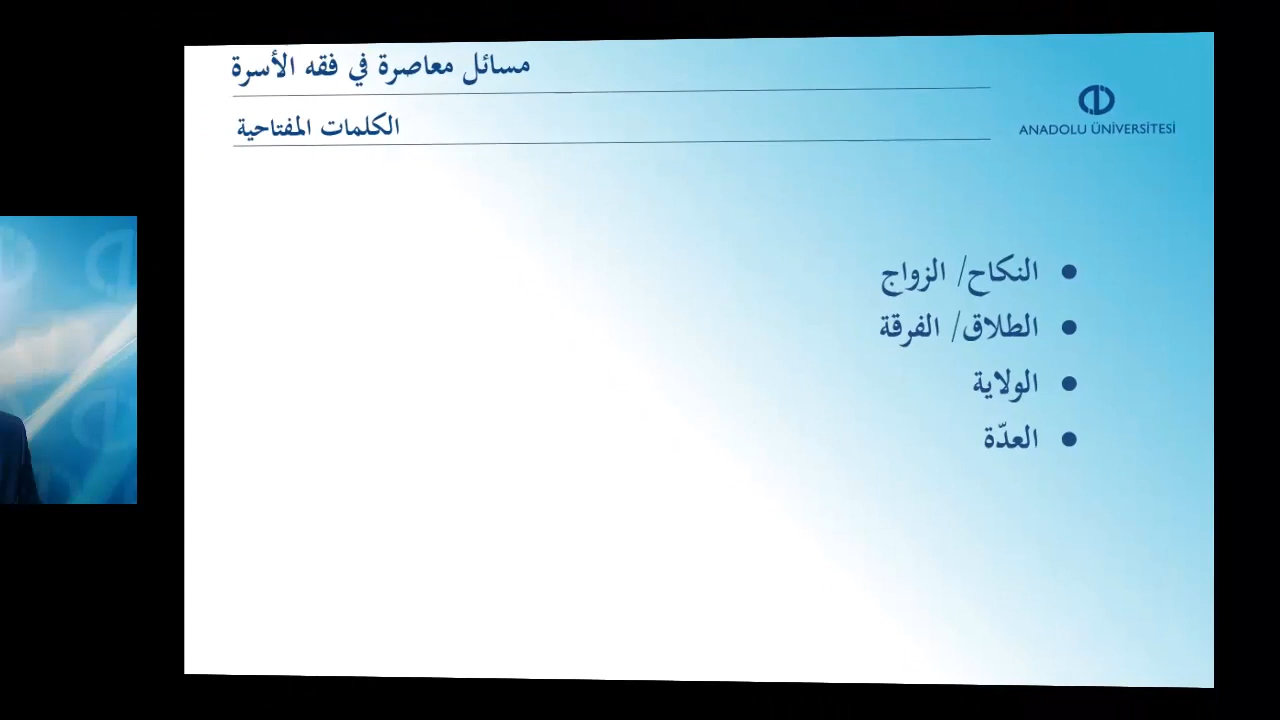 مسائل معاصرة في فقه الأسرة
الكلمات المفتاحية
ANADOLU ÜNİVERSİTESİ
النكاح/ الزواج
الطلاق/ الفرقة
الولاية
العدّة